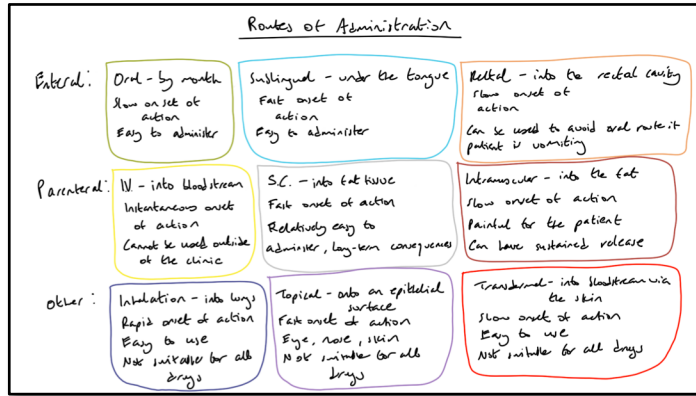 Routes of Administration
Enteral:
Oral - by mouth
Slow onset of
action
Easy to administer
Sublingual - under the tongue
Fast onset of
action
Easy to administer
Rectal - into the rectal cavity
Slow onset of
action
Can be used to avoid oral route if
patient is vomiting
Parenteral:
IV. - into bloodstream
Instantaneous onset
of action
Cannot be used outside
of the clinic
S.C. - into fat tissue
Fast onset of action
Relatively easy to
administer, long-term consequences
Intramuscular - into the fat
Slow onset of action
Painful for the patient
Can have sustained release
Other:
Inhalation - into lungs
Rapid onset of action
Easy to use
Not suitable for all
drugs
Topical - onto an epithelial
surface
Fast onset of action
Eye, nose, skin
Not suitable for all
drugs
Transdermal - into bloodstream via
the skin
Slow onset of action
Easy to use
Not suitable for all drugs